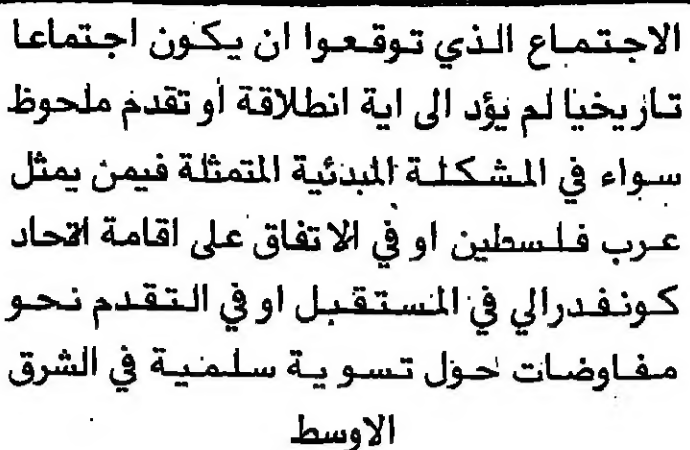 الاجتماع الذي توقعوا ان يكون اجتماعا
تاريخيا لم يؤد الى اية انطلاقة أو تقدم ملحوظ
سواء في المشكلة المبدئية المتمثلة فيمن يمثل
عرب فلسطين او في الاتفاق على اقامة اتحاد
كونفدرالي في المستقبل او في التقدم نحو
مفاوضات حول تسوية سلمية في الشرق
الاوسط